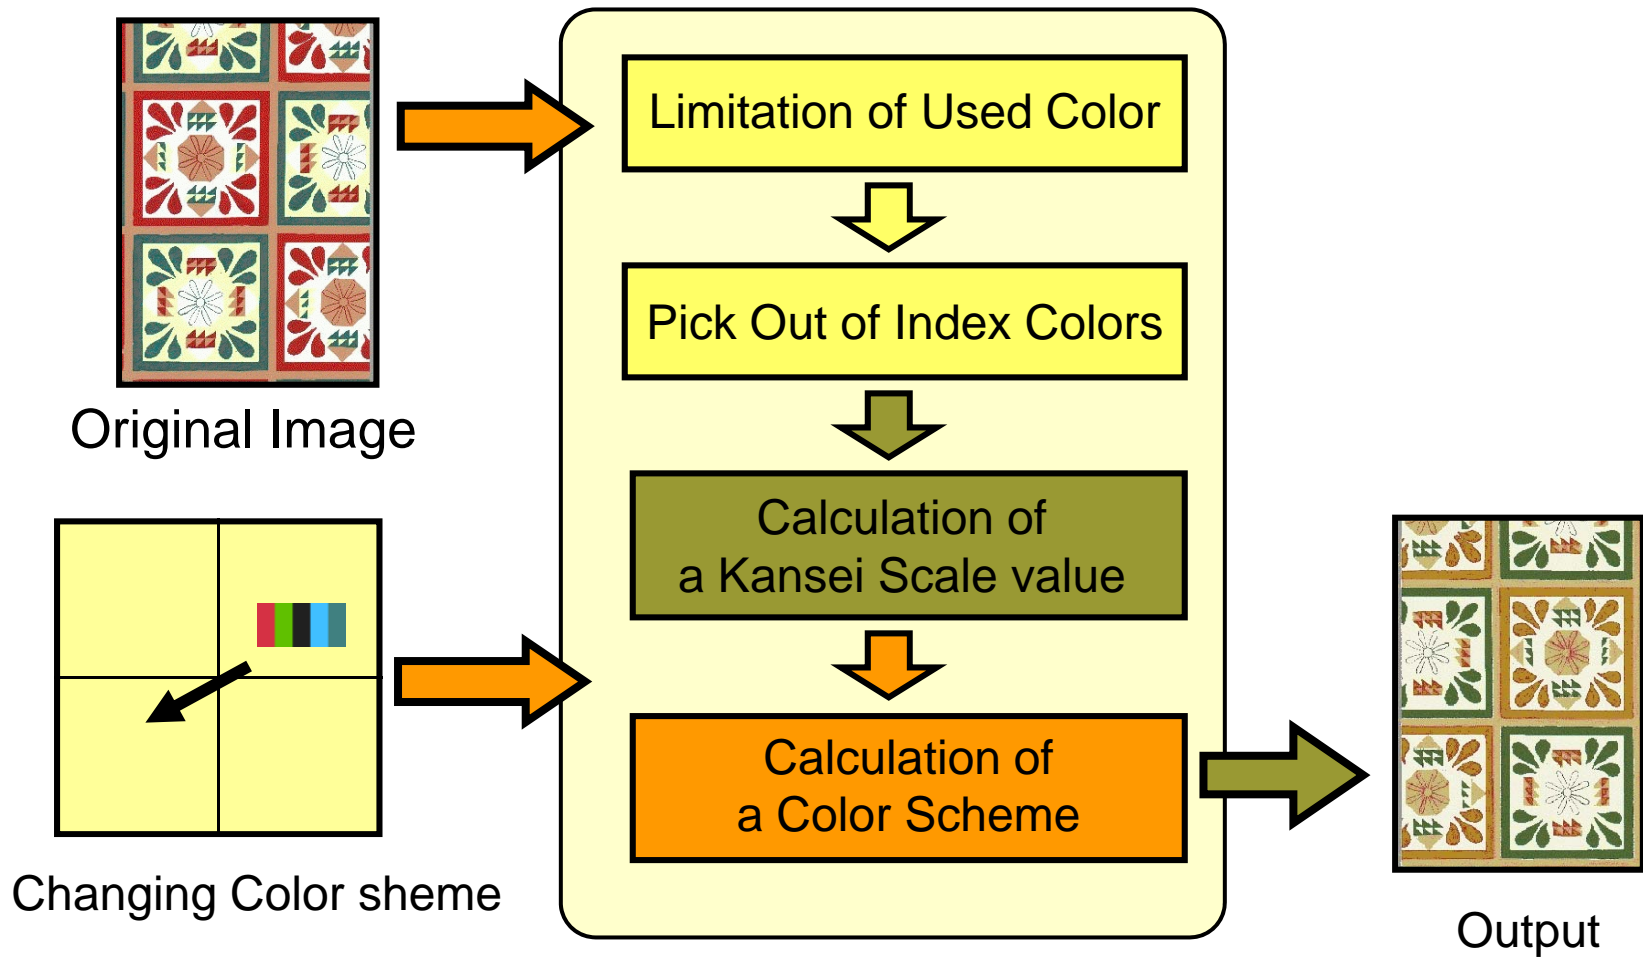 Limitation of Used Color
Pick Out of Index Colors
Original Image
Calculation of
a Kansei Scale value
Calculation of
a Color Scheme
Changing Color sheme
Output